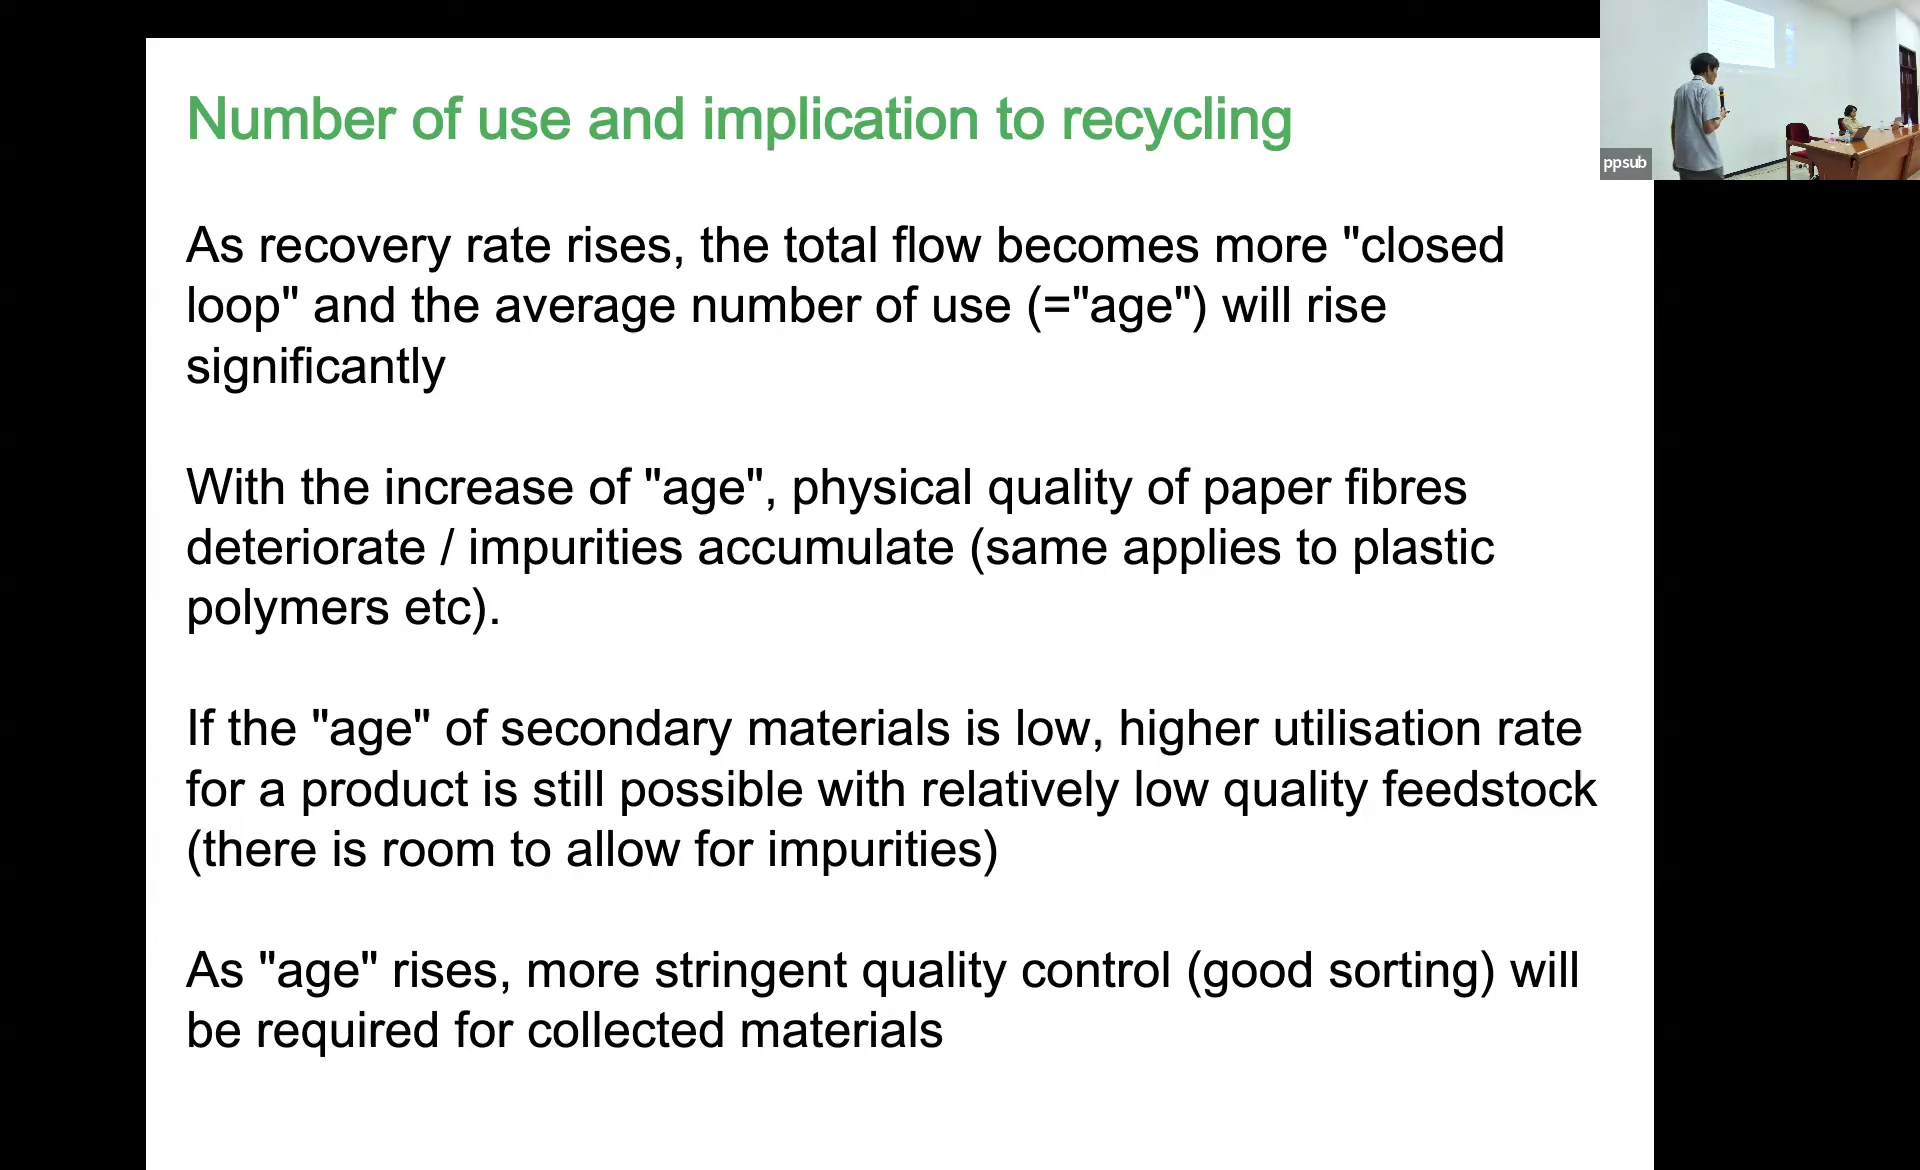 Number of use and implication to recycling
As recovery rate rises, the total flow becomes more "closed
loop" and the average number of use (="age") will rise
significantly
With the increase of "age", physical quality of paper fibres
deteriorate / impurities accumulate (same applies to plastic
polymers etc).
If the "age" of secondary materials is low, higher utilisation rate
for a product is still possible with relatively low quality feedstock
(there is room to allow for impurities)
As "age" rises, more stringent quality control (good sorting) will
be required for collected materials
ppsub